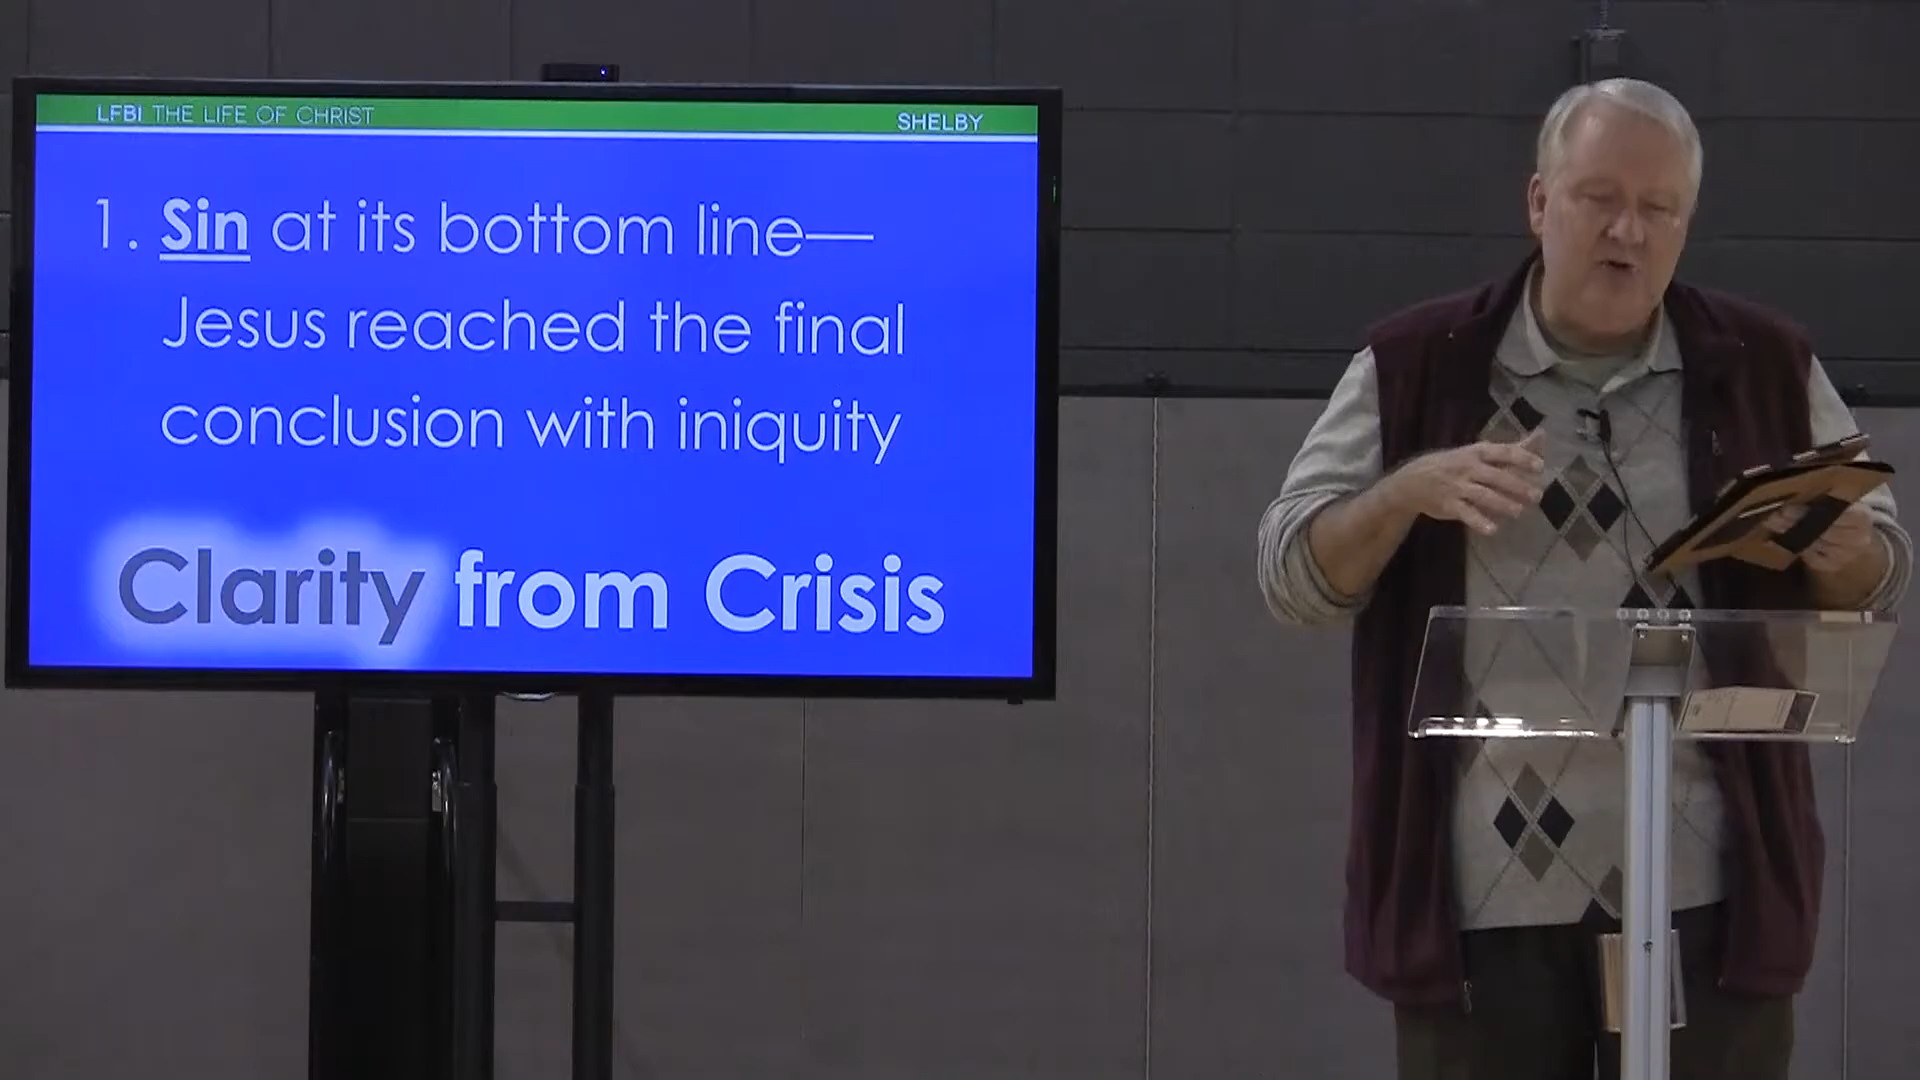 LFBI THE LIFE OF CHRIST
SHELBY
1. Sin at its bottom line—
Jesus reached the final
conclusion with iniquity
Clarity from Crisis